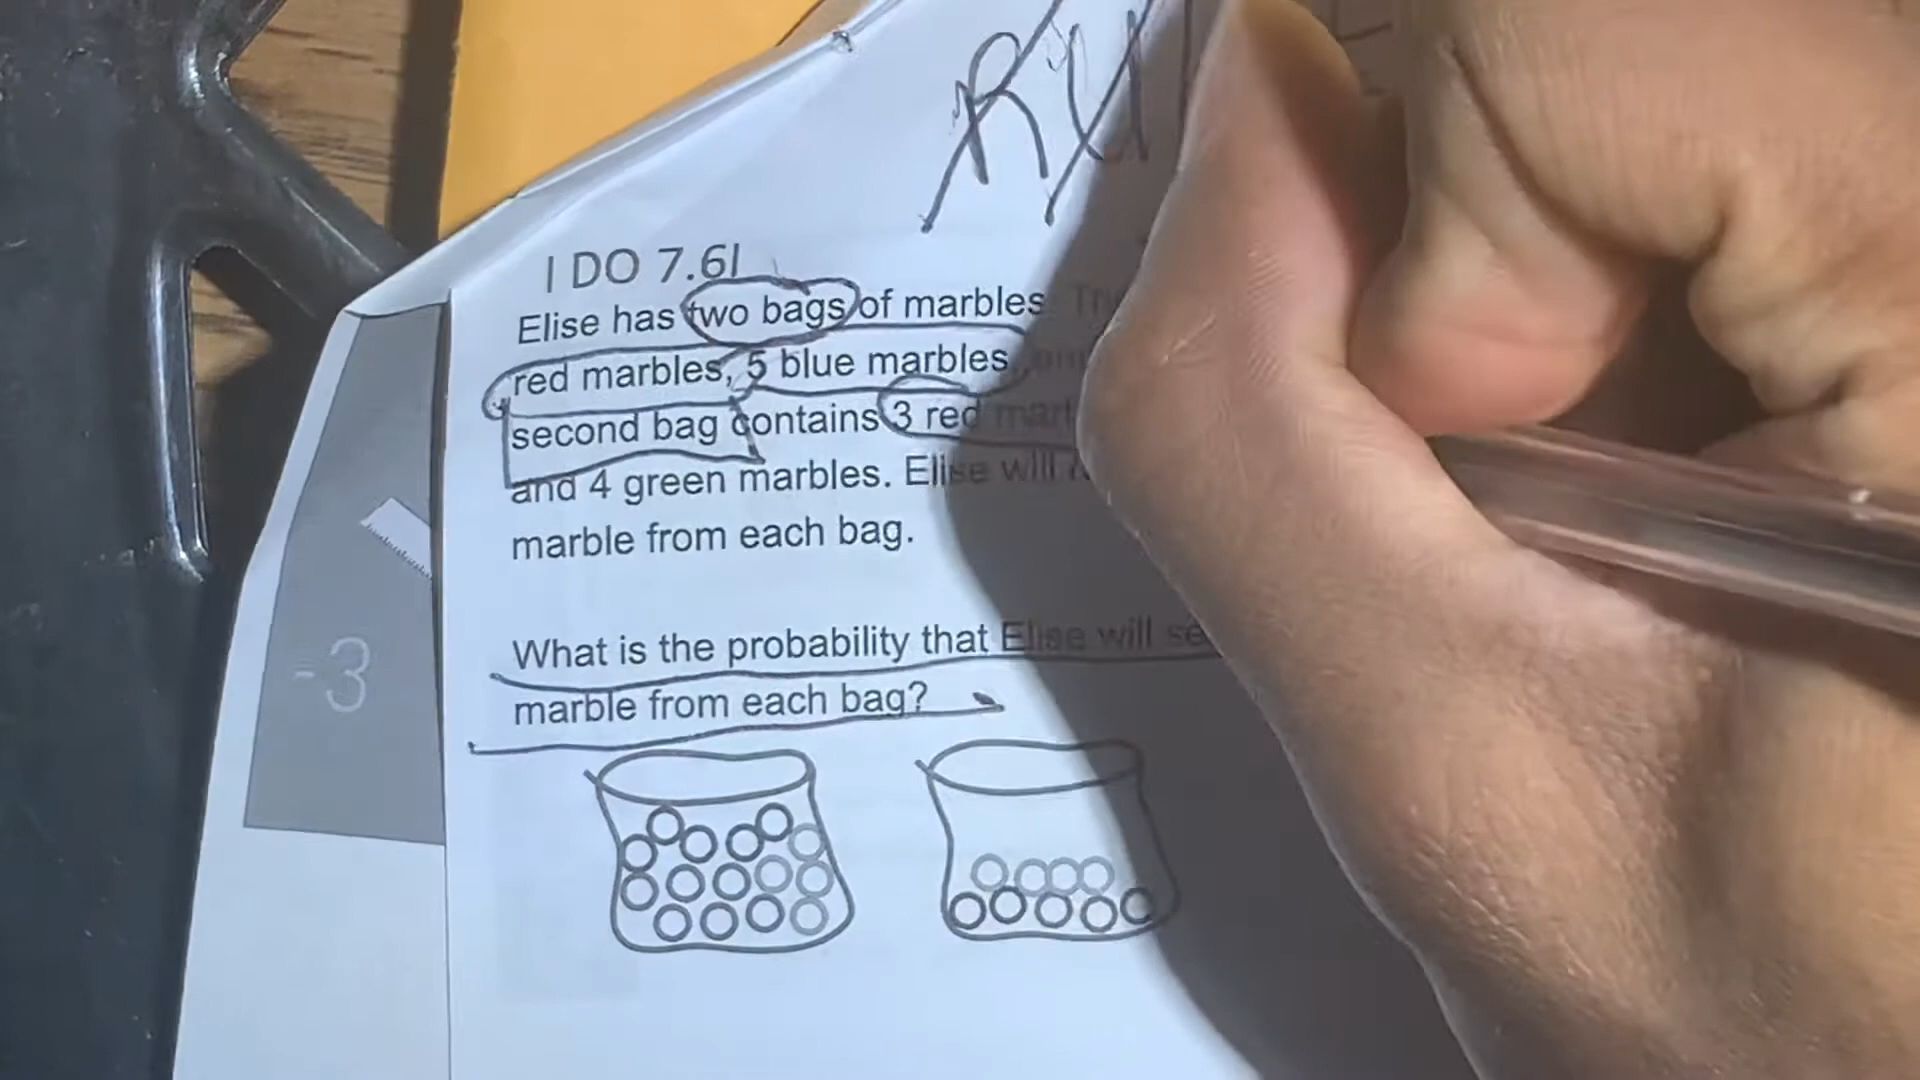 I DO 7.6I
Elise has two bags of marbles
red marbles, 5 blue marbles,
second bag contains 3 red
and 4 green marbles. Elise will
marble from each bag.
What is the probability that Elise will
marble from each bag?
-3